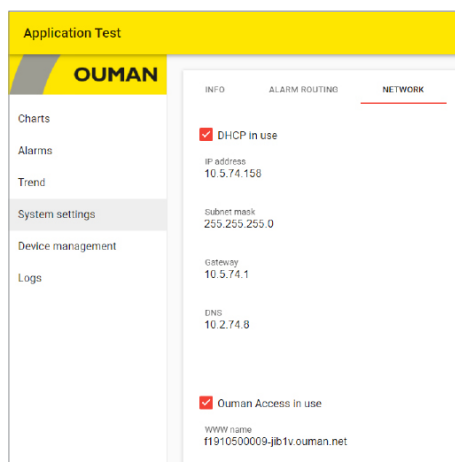 Application Test
OUMAN
Charts
Alarms
Trend
System settings
Device management
Logs
INFO ALARM ROUTING NETWORK
DHCP in use
IP address
10.5.74.158
Subnet mask
255.255.255.0
Gateway
10.5.74.1
DNS
10.2.74.8
Ouman Access in use
WWW name
f1910500009-jib1v.ouman.net